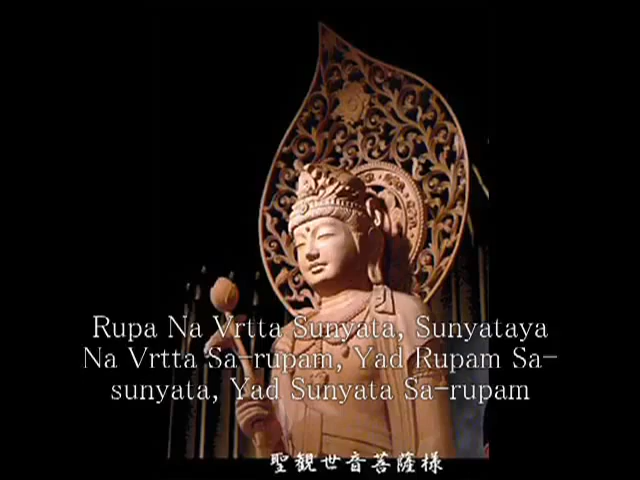 Rupa Na Vrtta Sunyata, Sunyataya
Na Vrtta Sa-rupam, Yad Rupam Sa-
sunyata, Yad Sunyata Sa-rupam
聖観世音菩薩様